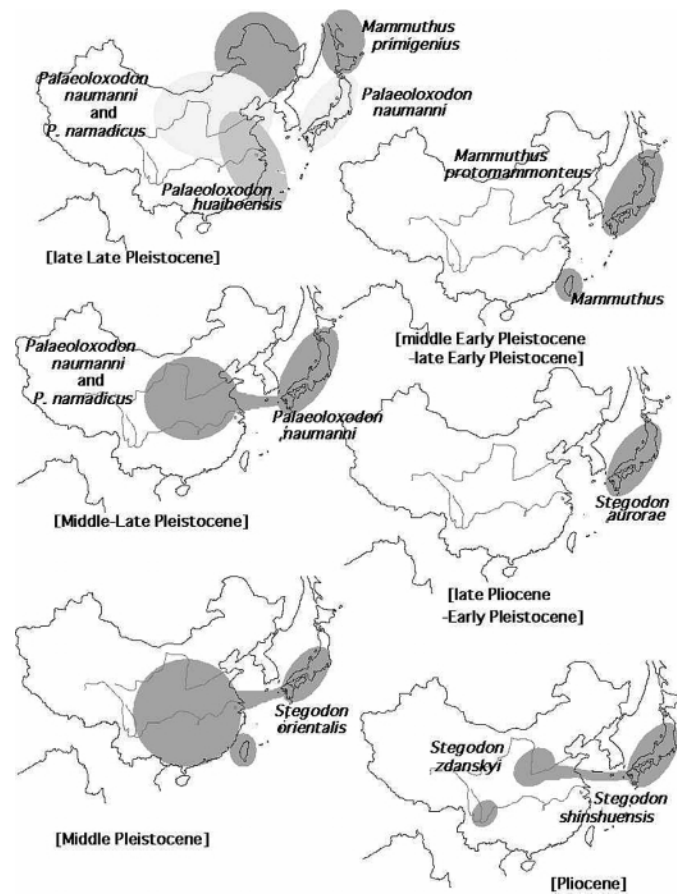 Mammuthus
primigenius
Palaeoloxodon
naumanni
and
P. namadicus
Palaeoloxodon
naumanni
Palaeoloxodon
huaihoensis
[late Late Pleistocene]
Mammuthus
protomammonteus
Mammuthus
[middle Early Pleistocene
-late Early Pleistocene]
Palaeoloxodon
naumanni
and
P. namadicus
Palaeoloxodon
naumanni
[Middle-Late Pleistocene]
Stegodon
aurorae
[late Pliocene
-Early Pleistocene]
Stegodon
orientalis
[Middle Pleistocene]
Stegodon
zdanskyi
Stegodon
shinshuensis
[Pliocene]